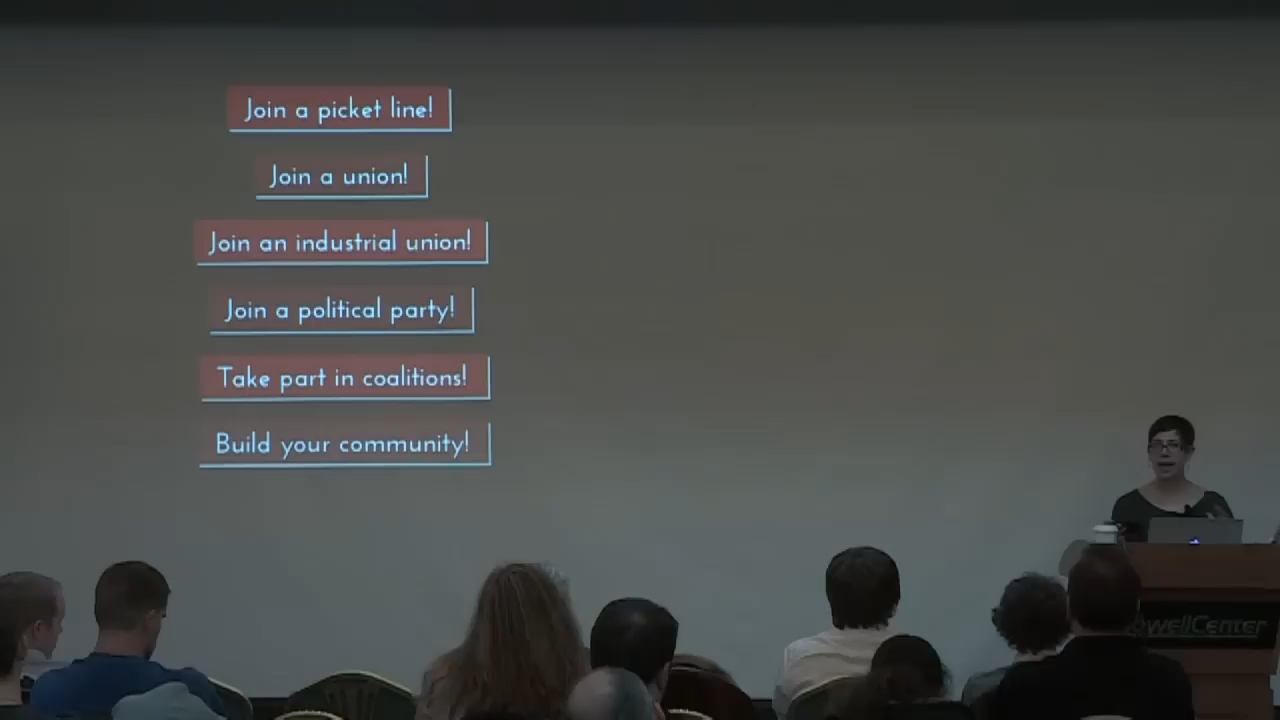 Join a picket line!
Join a union!
Join an industrial union!
Join a political party!
Take part in coalitions!
Build your community!